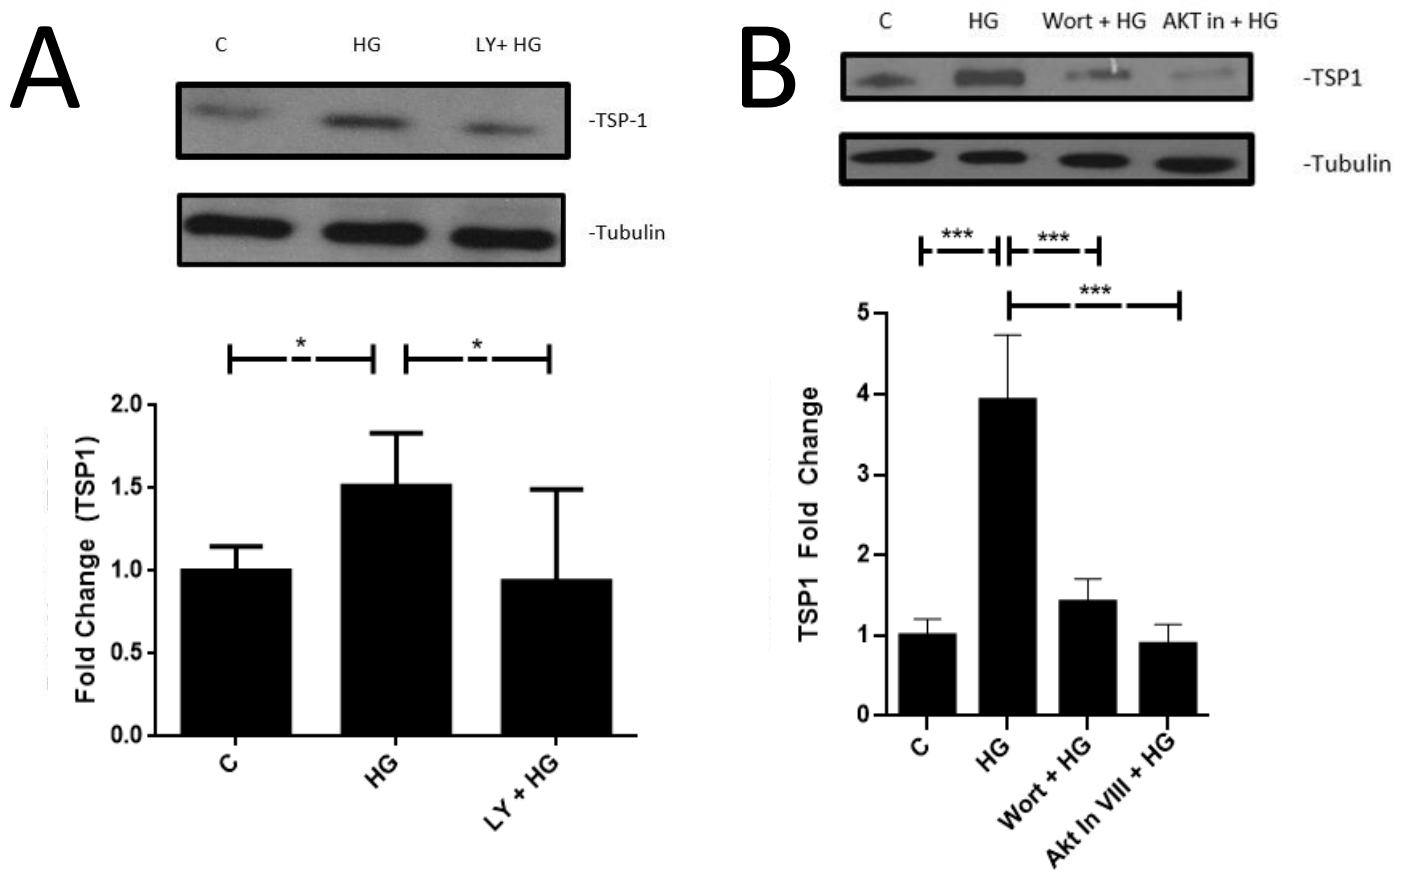 A
C HG LY+ HG
-TSP-1
-Tubulin
* *
Fold Change (TSP1)
2.0
1.5
1.0
0.5
0.0
C HG LY + HG
B
C HG Wort + HG AKT in + HG
-TSP1
-Tubulin
*** ***
***
TSP1 Fold Change
5
4
3
2
1
0
C HG Wort + HG Akt In VIII + HG